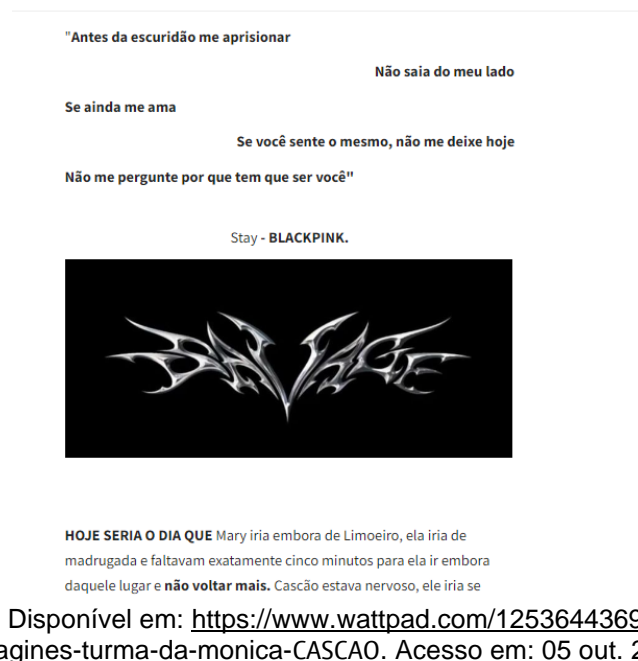 "Antes da escuridão me aprisionar
Não saia do meu lado
Se ainda me ama
Se você sente o mesmo, não me deixe hoje
Não me pergunte por que tem que ser você"
Stay - BLACKPINK.
SAVAGE
HOJE SERIA O DIA QUE Mary iria embora de Limoeiro, ela iria de
madrugada e faltavam exatamente cinco minutos para ela ir embora
daquele lugar e não voltar mais. Cascão estava nervoso, ele iria se
Disponível em: https://www.wattpad.com/1253644369
agines-turma-da-monica-CASCAO. Acesso em: 05 out. 2